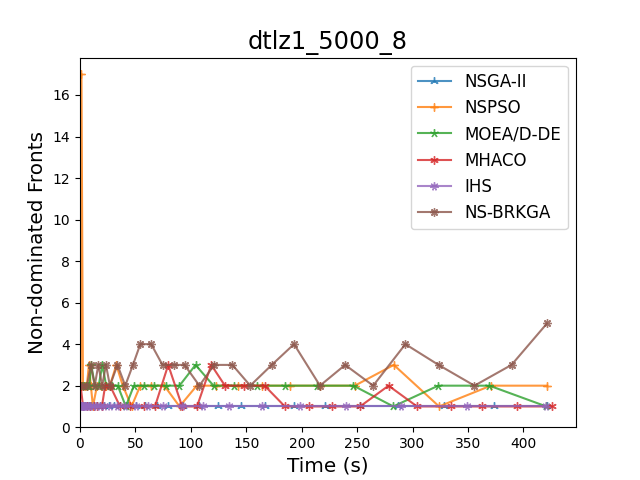 dtlz1_5000_8
Non-dominated Fronts
16
14
12
10
8
6
4
2
0
0 50 100 150 200 250 300 350 400
Time (s)
NSGA-II
NSPSO
MOEA/D-DE
MHACO
IHS
NS-BRKGA